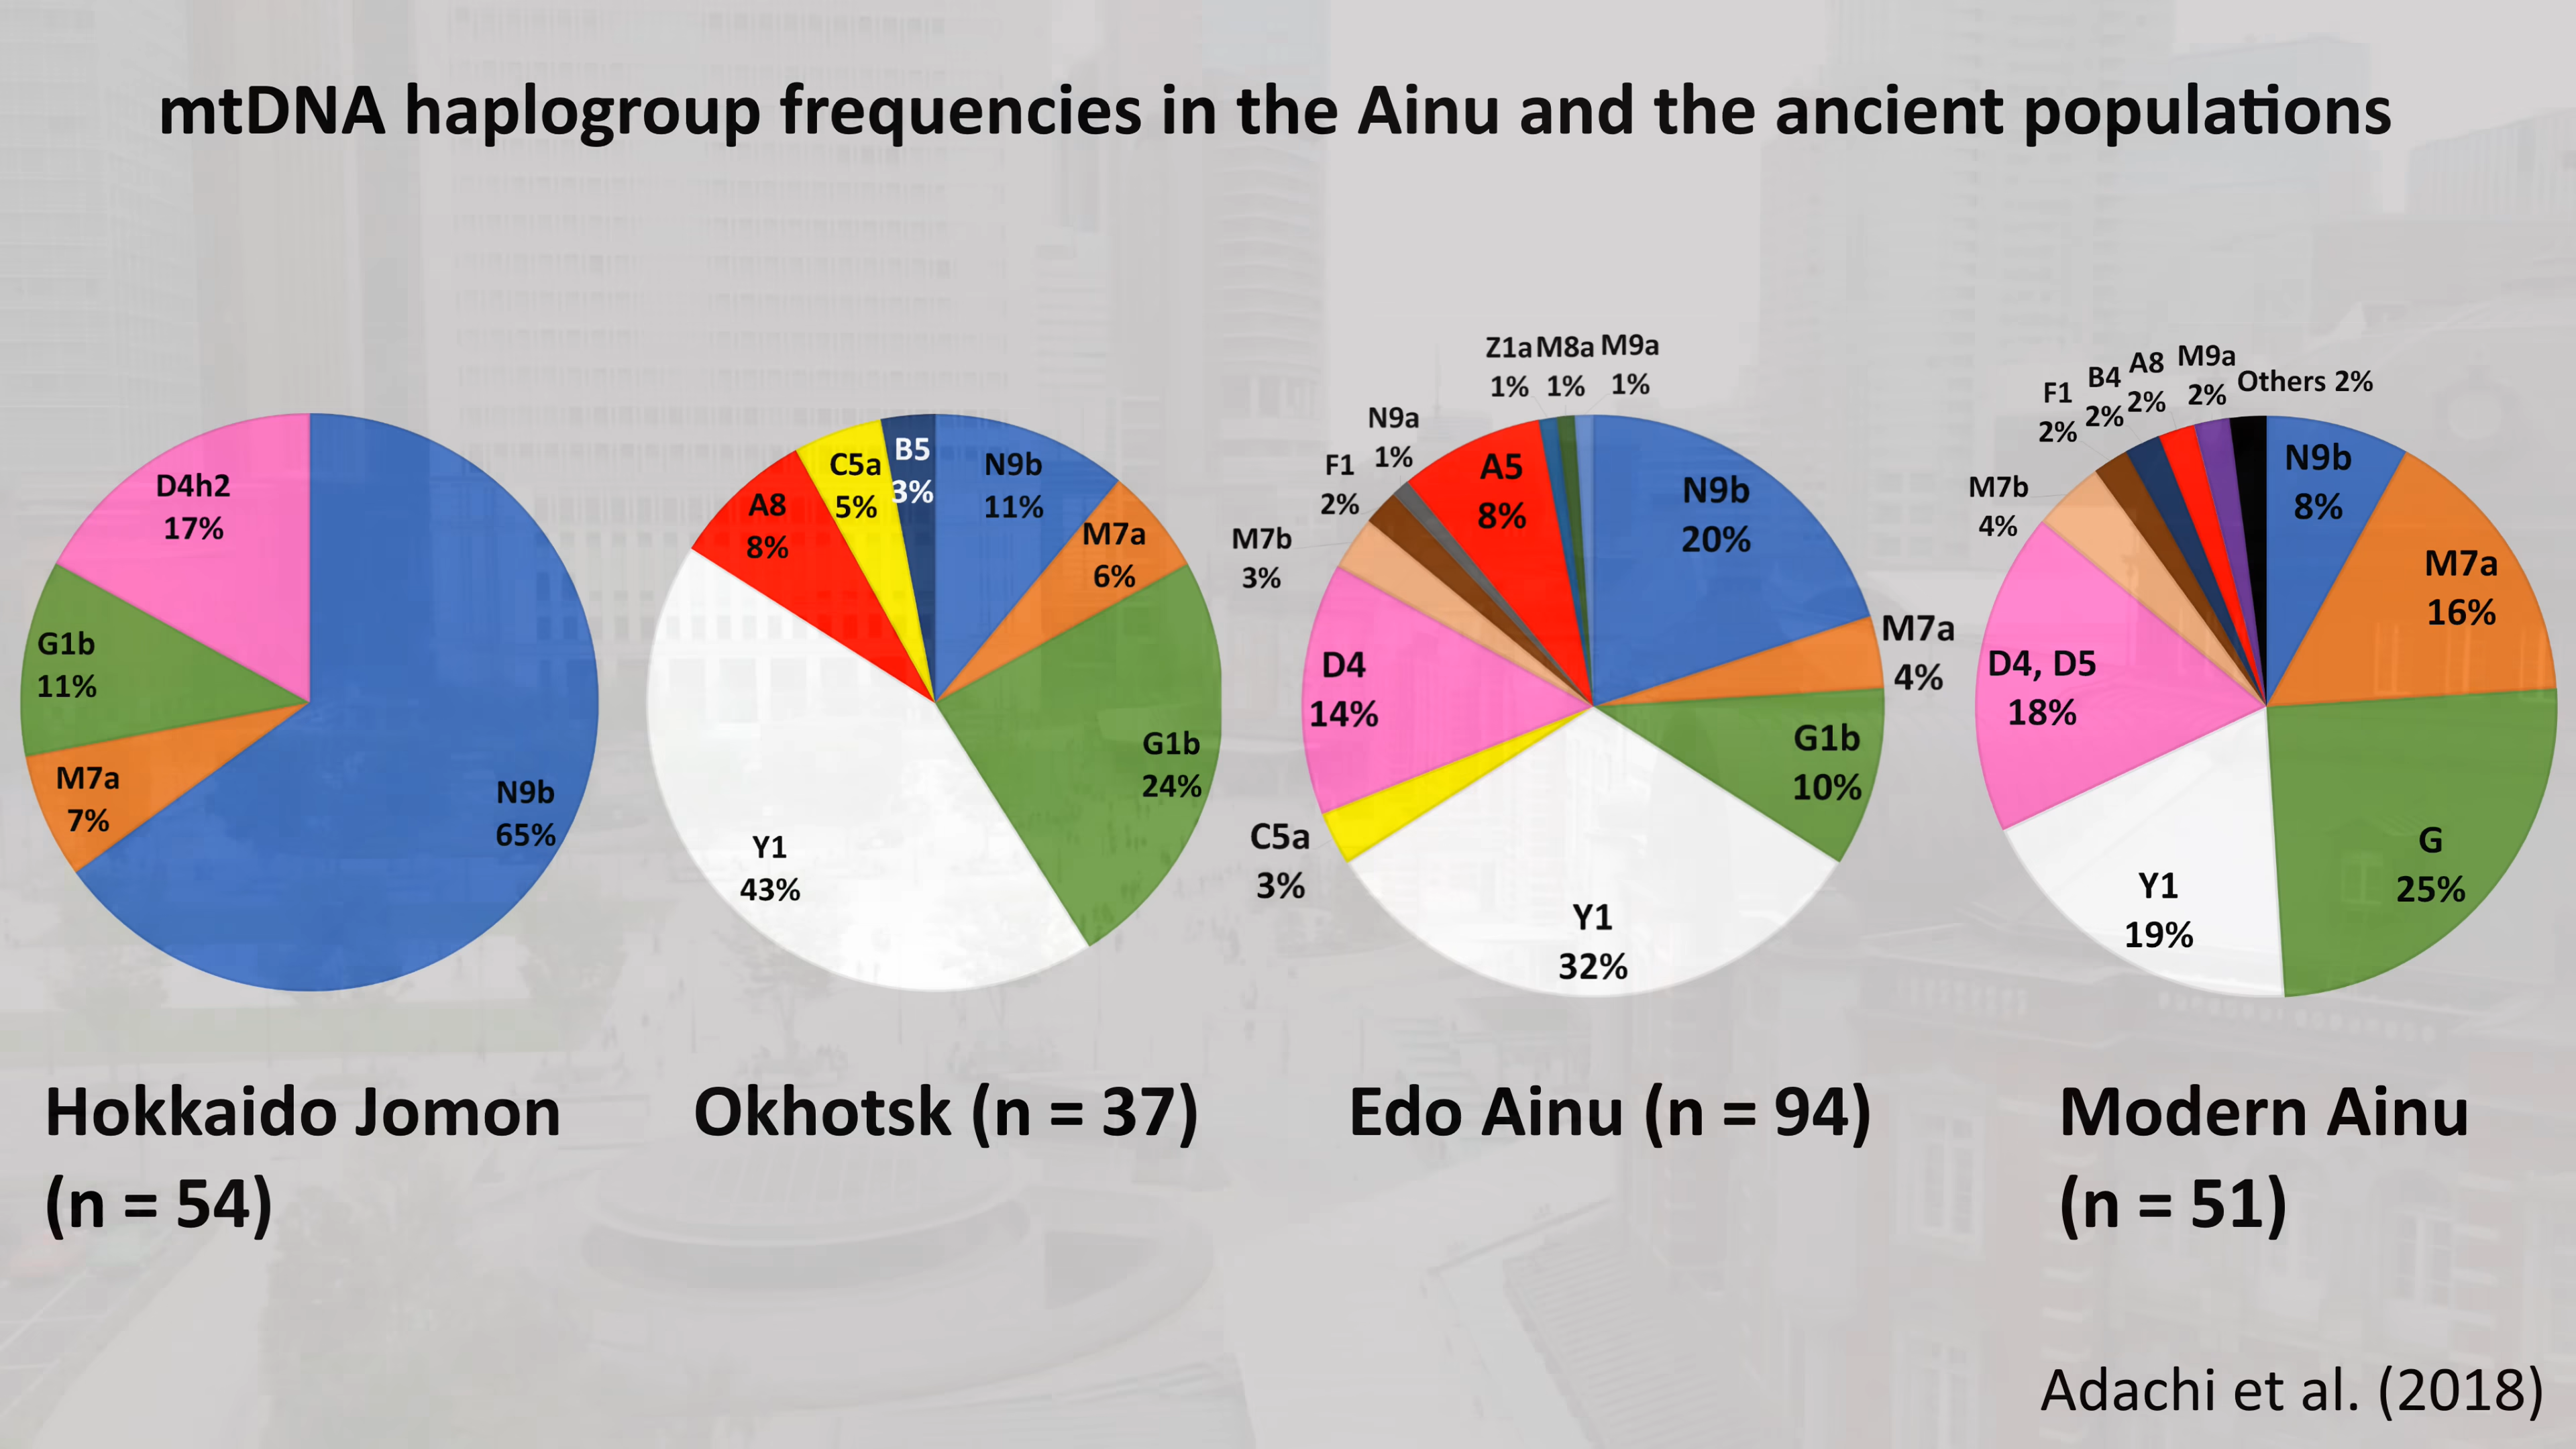 mtDNA haplogroup frequencies in the Ainu and the ancient populations
D4h2
17%
G1b
11%
M7a
7%
N9b
65%
Hokkaido Jomon
(n = 54)
B5
3%
C5a
5%
A8
8%
N9b
11%
M7a
6%
G1b
24%
Y1
43%
Okhotsk (n = 37)
Z1a
1%
M8a
1%
M9a
1%
N9a
1%
F1
2%
M7b
3%
A5
8%
N9b
20%
M7a
4%
D4
14%
G1b
10%
C5a
3%
Y1
32%
Edo Ainu (n = 94)
M9a
2%
A8
2%
B4
2%
F1
2%
Others 2%
M7b
4%
N9b
8%
M7a
16%
D4, D5
18%
G
25%
Y1
19%
Modern Ainu
(n = 51)
Adachi et al. (2018)